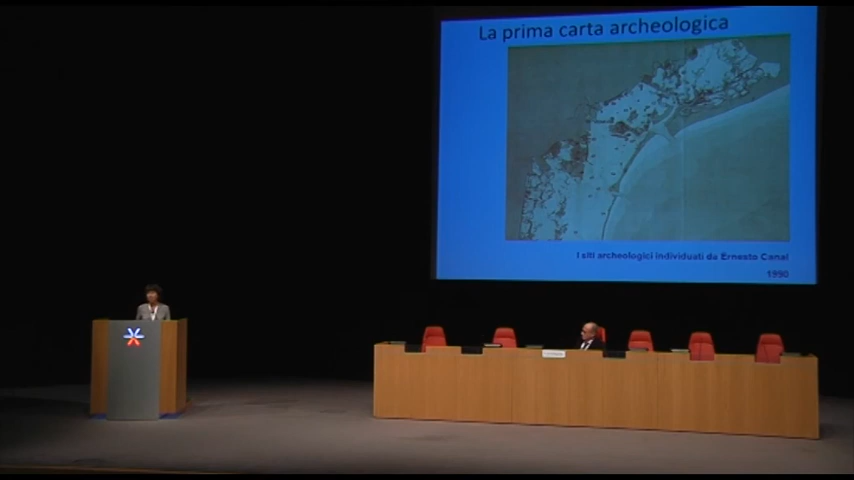 La prima carta archeologica
I siti archeologici individuati da Ernesto Canal
1990